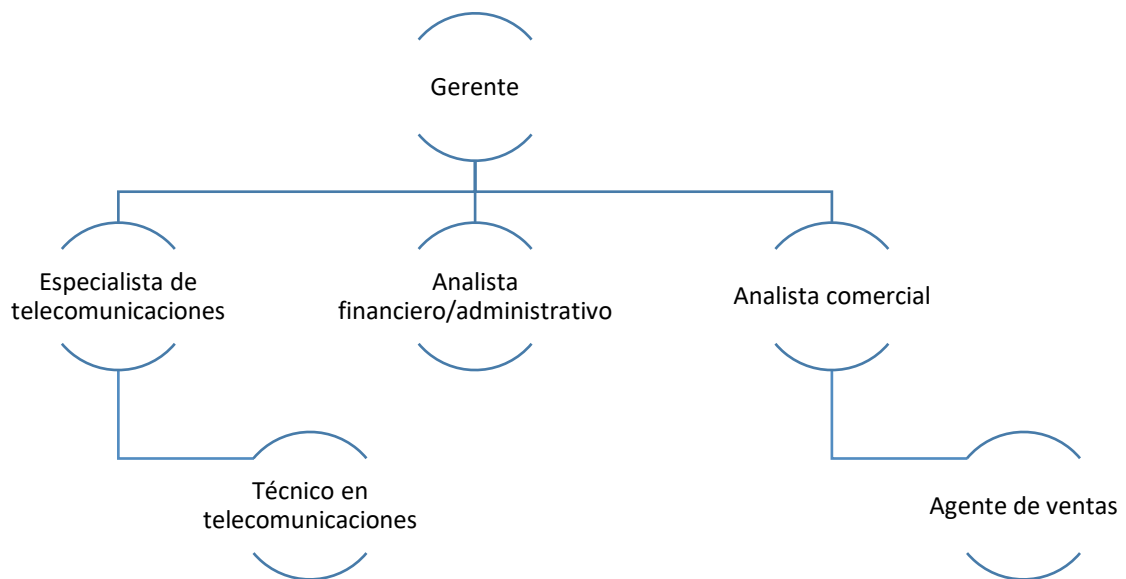 Gerente
Especialista de
telecomunicaciones
Analista
financiero/administrativo
Analista comercial
Técnico en
telecomunicaciones
Agente de ventas